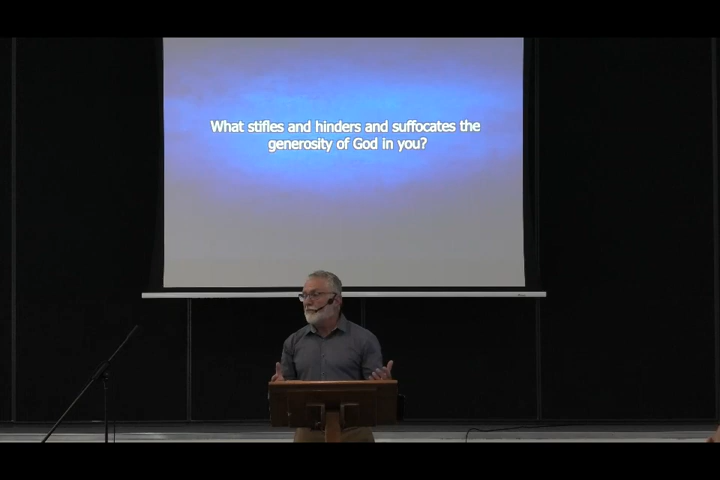 What stifles and hinders and suffocates the
generosity of God in you?